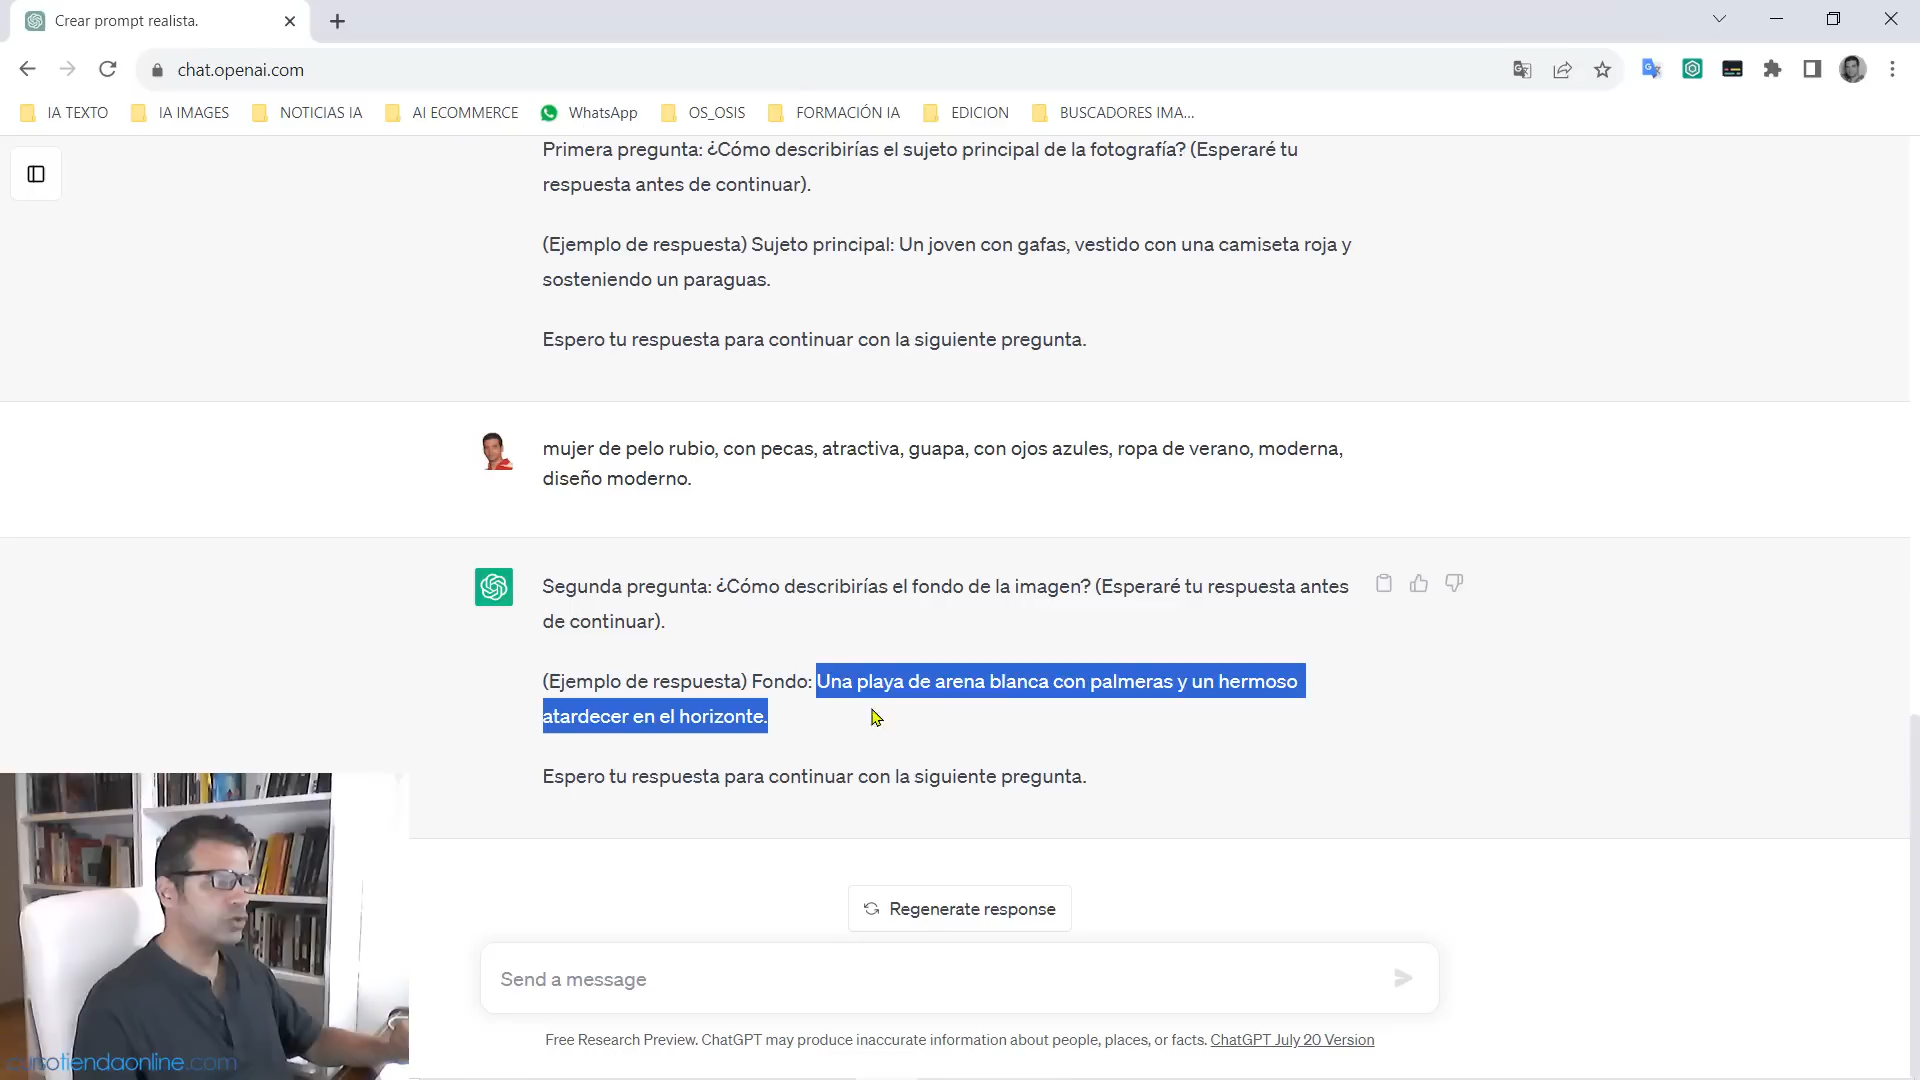 Crear prompt realista.
chat.openai.com
IA TEXTO
IA IMAGES
NOTICIAS IA
AI ECOMMERCE
WhatsApp
OS_OSIS
FORMACIÓN IA
EDICION
BUSCADORES IMA...
Primera pregunta: ¿Cómo describirías el sujeto principal de la fotografía? (Esperaré tu
respuesta antes de continuar).
(Ejemplo de respuesta) Sujeto principal: Un joven con gafas, vestido con una camiseta roja y
sosteniendo un paraguas.
Espero tu respuesta para continuar con la siguiente pregunta.
mujer de pelo rubio, con pecas, atractiva, guapa, con ojos azules, ropa de verano, moderna,
diseño moderno.
Segunda pregunta: ¿Cómo describirías el fondo de la imagen? (Esperaré tu respuesta antes
de continuar).
(Ejemplo de respuesta) Fondo: Una playa de arena blanca con palmeras y un hermoso
atardecer en el horizonte.
Espero tu respuesta para continuar con la siguiente pregunta.
Regenerate response
Send a message
Free Research Preview. ChatGPT may produce inaccurate information about people, places, or facts. ChatGPT July 20 Version
cursotiendaonline.com